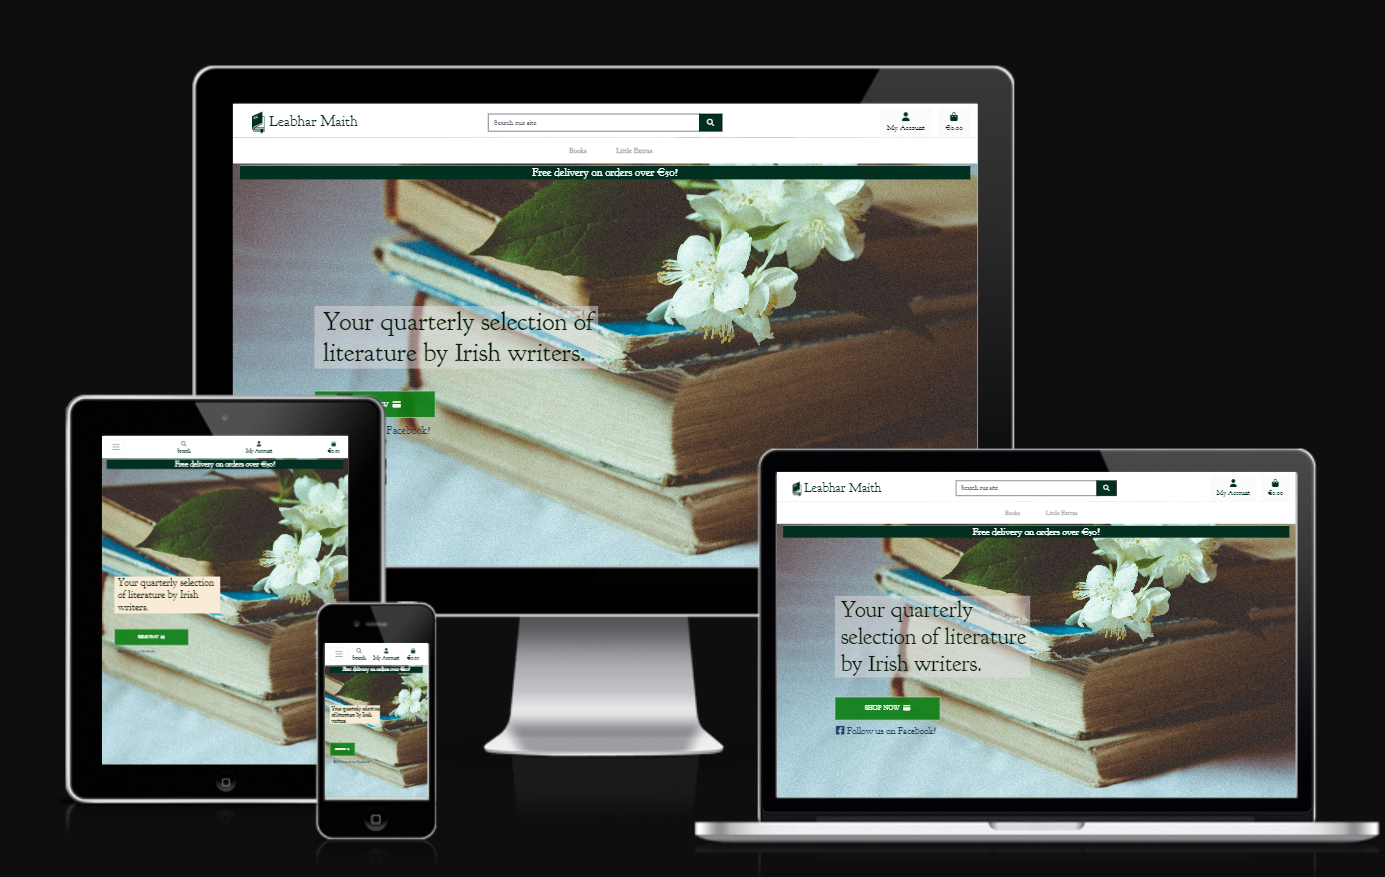 Leabhar Maith
Search our site
My Account
€0.00
Books
Little Extras
Free delivery on orders over €50!
Your quarterly selection of
literature by Irish writers.
Facebook!
Search
My Account
€0.00
Free delivery on orders over €50!
Your quarterly selection
of literature by Irish
writers.
Search
My Account
€0.00
Free delivery on orders over €50!
Your quarterly selection
of literature by Irish
writers.
Leabhar Maith
Search our site
My Account
€0.00
Books
Little Extras
Free delivery on orders over €50!
Your quarterly
selection of literature
by Irish writers.
SHOP NOW
Follow us on Facebook!